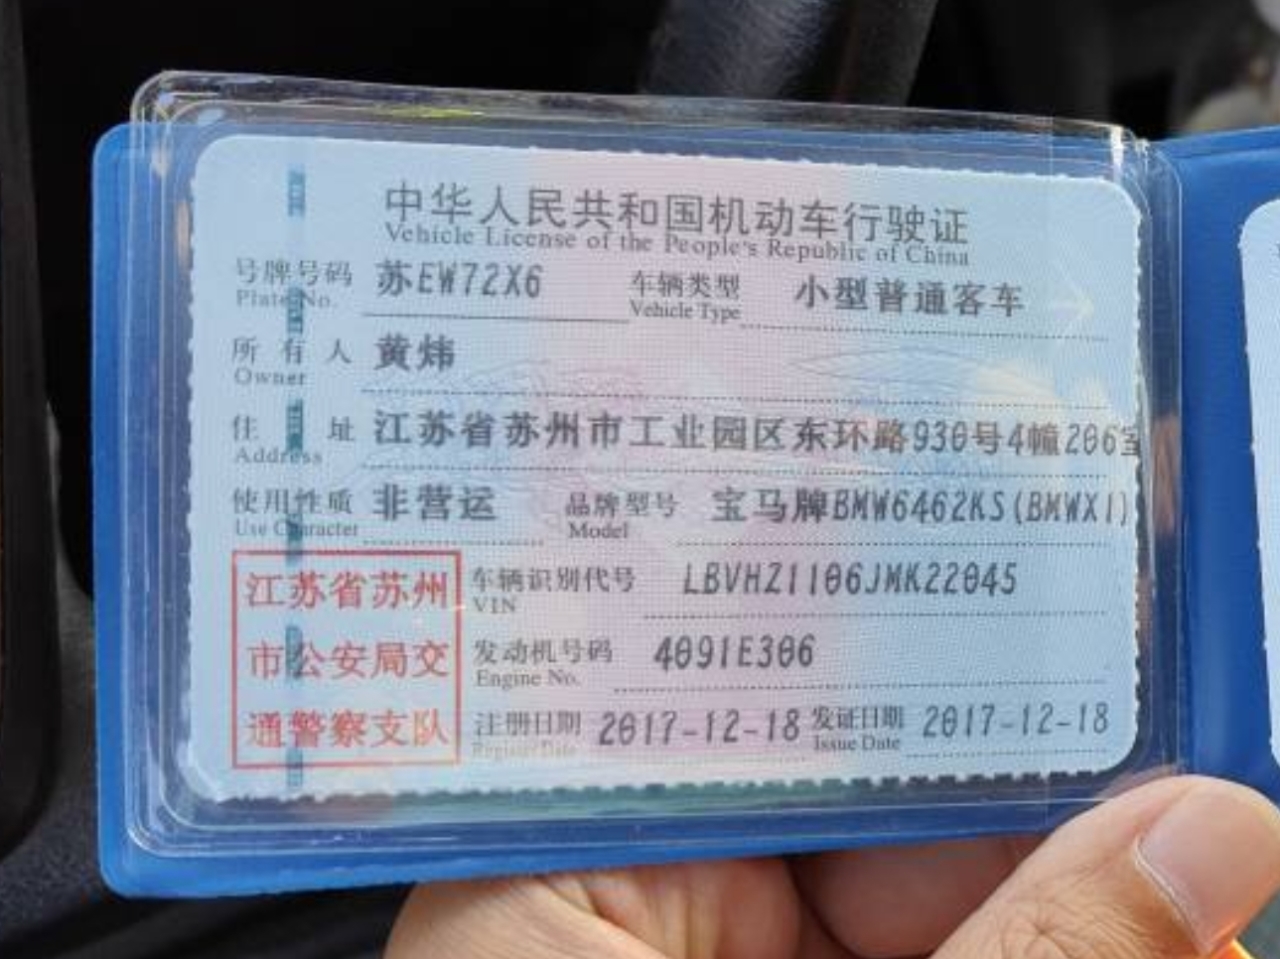 中华人民共和国机动车行驶证
Vehicle License of the People's Republic of China
号牌号码 苏EW72X6 车辆类型 小型普通客车
Plate No. Vehicle Type
所有人 黄炜
Owner
住址 江苏省苏州市工业园区东环路930号4幢206室
Address
使用性质 非营运 品牌型号 宝马牌BMW6462KS(BMWX1)
Use Character Model
江苏省苏州
市公安局交
通警察支队
车辆识别代号 LBVHZ1106JMK22045
VIN
发动机号码 4091E306
Engine No.
注册日期 2017-12-18 发证日期 2017-12-18
Register Date Issue Date